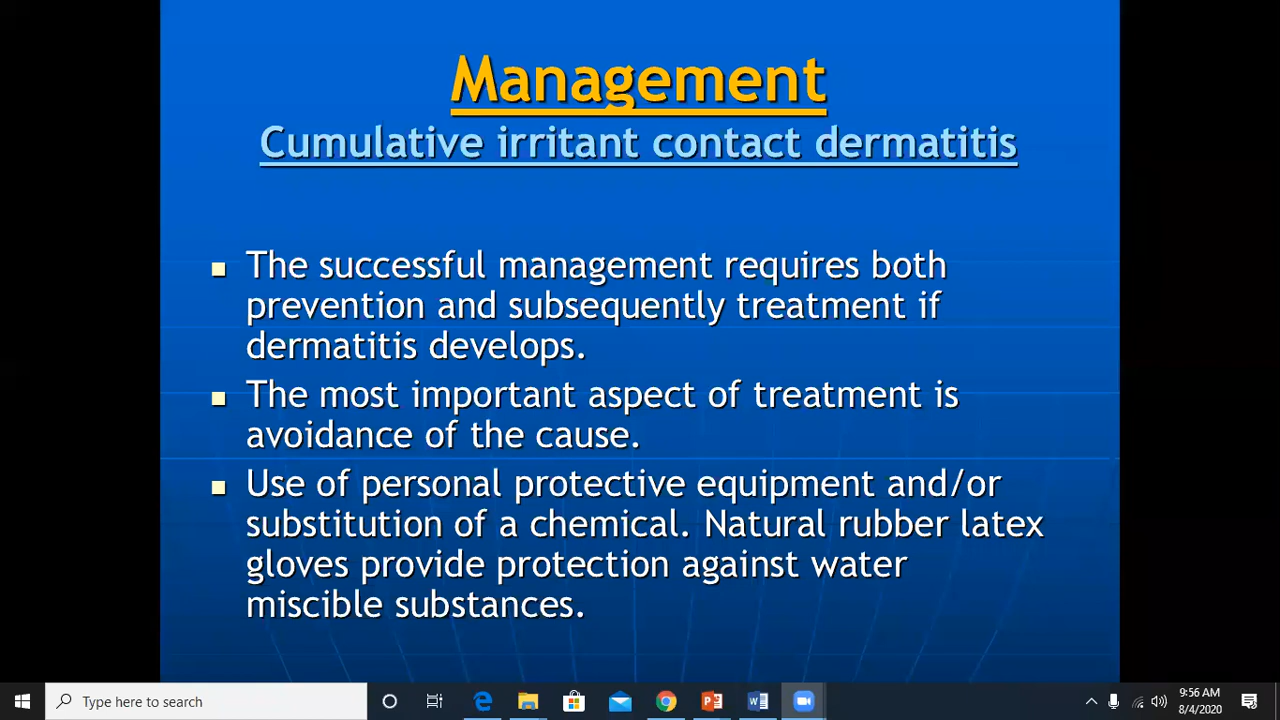 Management
Cumulative irritant contact dermatitis
The successful management requires both
prevention and subsequently treatment if
dermatitis develops.
The most important aspect of treatment is
avoidance of the cause.
Use of personal protective equipment and/or
substitution of a chemical. Natural rubber latex
gloves provide protection against water
miscible substances.
Type here to search
9:56 AM
8/4/2020